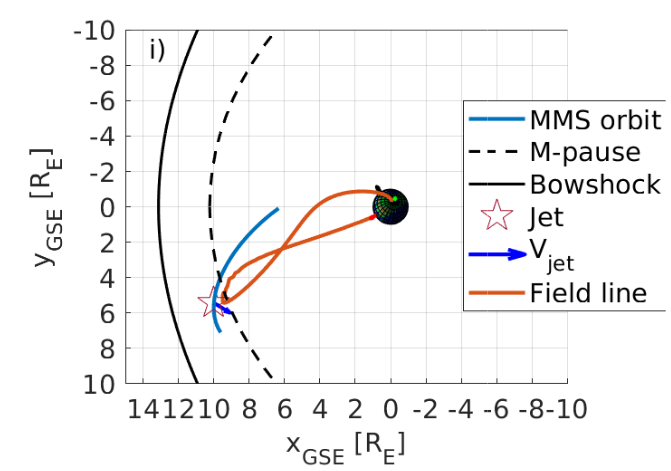 i)
-10
-8
-6
-4
-2
0
2
4
6
8
10
y_GSE [R_E]
14 12 10 8 6 4 2 0 -2 -4 -6 -8 -10
x_GSE [R_E]
MMS orbit
M-pause
Bowshock
Jet
V_jet
Field line